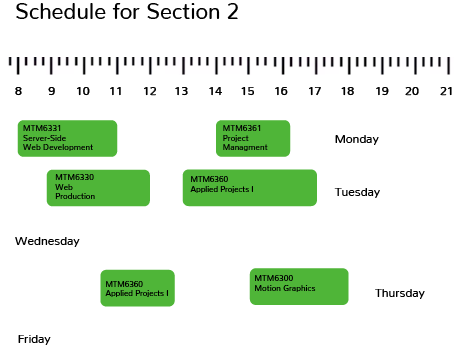 Schedule for Section 2
8 9 10 11 12 13 14 15 16 17 18 19 20 21
MTM6331
Server-Side
Web Development
MTM6361
Project
Managment
Monday
MTM6330
Web
Production
MTM6360
Applied Projects I
Tuesday
Wednesday
MTM6360
Applied Projects I
MTM6300
Motion Graphics
Thursday
Friday